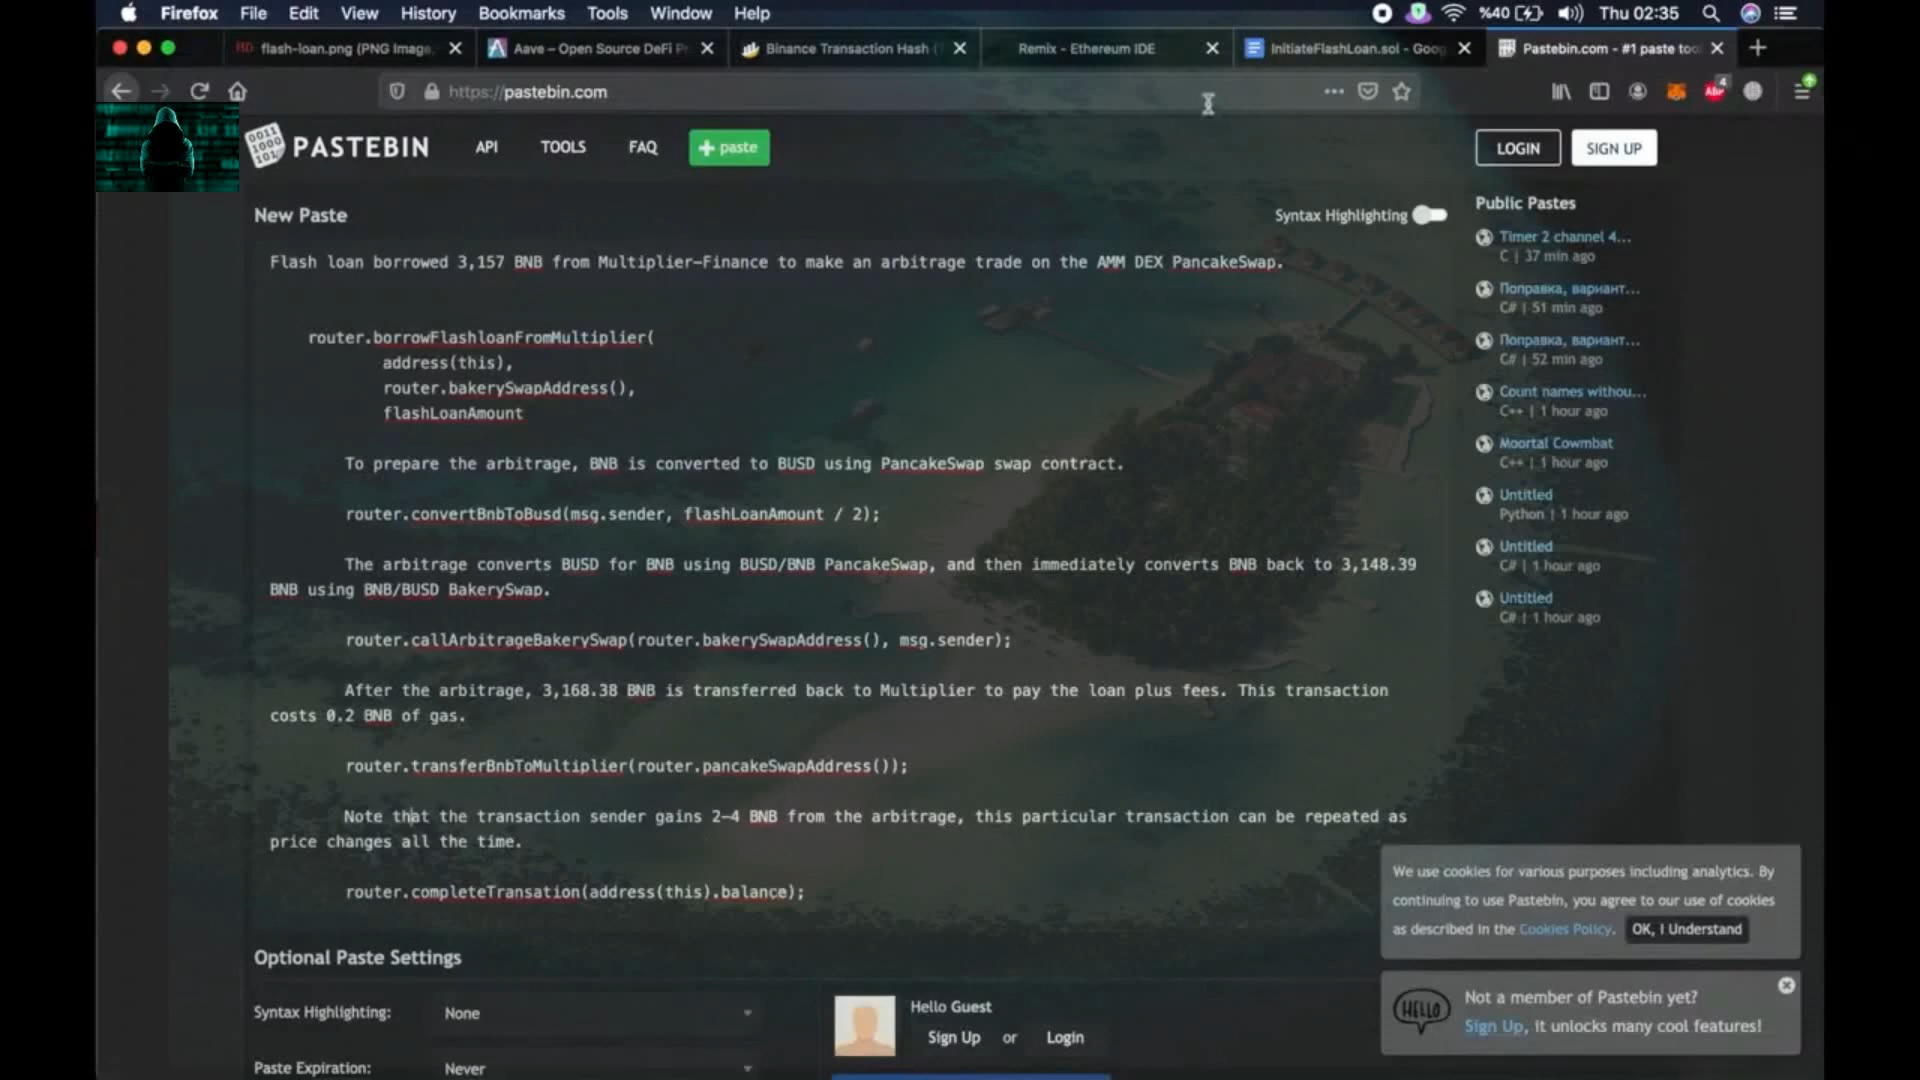 Firefox File Edit View History Bookmarks Tools Window Help %40 Thu 02:35
flash-loan.png (PNG Image, Aave – Open Source DeFi Pr Binance Transaction Hash ( Remix - Ethereum IDE InitiateFlashLoan.sol - Goog Pastebin.com - #1 paste too
https://pastebin.com ABP 4
PASTEBIN API TOOLS FAQ + paste LOGIN SIGN UP
New Paste
Syntax Highlighting
Flash loan borrowed 3,157 BNB from Multiplier-Finance to make an arbitrage trade on the AMM DEX PancakeSwap.
router.borrowFlashloanFromMultiplier(
address(this),
router.bakerySwapAddress(),
flashLoanAmount
To prepare the arbitrage, BNB is converted to BUSD using PancakeSwap swap contract.
router.convertBnbToBusd(msg.sender, flashLoanAmount / 2);
The arbitrage converts BUSD for BNB using BUSD/BNB PancakeSwap, and then immediately converts BNB back to 3,148.39
BNB using BNB/BUSD BakerySwap.
router.callArbitrageBakerySwap(router.bakerySwapAddress(), msg.sender);
After the arbitrage, 3,168.38 BNB is transferred back to Multiplier to pay the loan plus fees. This transaction
costs 0.2 BNB of gas.
router.transferBnbToMultiplier(router.pancakeSwapAddress());
Note that the transaction sender gains 2–4 BNB from the arbitrage, this particular transaction can be repeated as
price changes all the time.
router.completeTransation(address(this).balance);
Public Pastes
Timer 2 channel 4...
C | 37 min ago
Поправка, вариант...
C# | 51 min ago
Поправка, вариант...
C# | 52 min ago
Count names withou...
C++ | 1 hour ago
Moortal Cowmbat
C++ | 1 hour ago
Untitled
Python | 1 hour ago
Untitled
C# | 1 hour ago
Untitled
C# | 1 hour ago
Optional Paste Settings
Syntax Highlighting: None
Paste Expiration: Never
Hello Guest
Sign Up or Login
We use cookies for various purposes including analytics. By
continuing to use Pastebin, you agree to our use of cookies
as described in the Cookies Policy. OK, I Understand
HELLO
Not a member of Pastebin yet?
Sign Up, it unlocks many cool features!